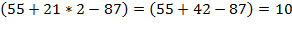 (55 + 21 * 2 − 87) = (55 + 42 − 87) = 10